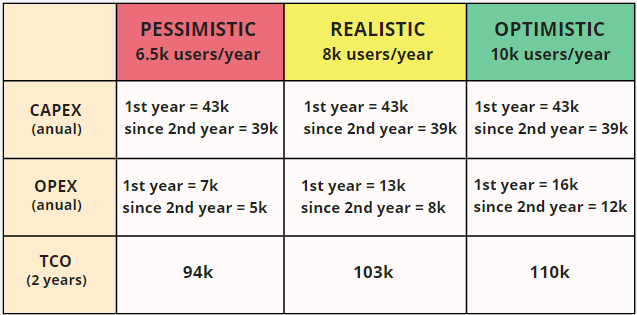 PESSIMISTIC
6.5k users/year
REALISTIC
8k users/year
OPTIMISTIC
10k users/year
CAPEX
(anual)
1st year = 43k
since 2nd year = 39k
1st year = 43k
since 2nd year = 39k
1st year = 43k
since 2nd year = 39k
OPEX
(anual)
1st year = 7k
since 2nd year = 5k
1st year = 13k
since 2nd year = 8k
1st year = 16k
since 2nd year = 12k
TCO
(2 years)
94k
103k
110k